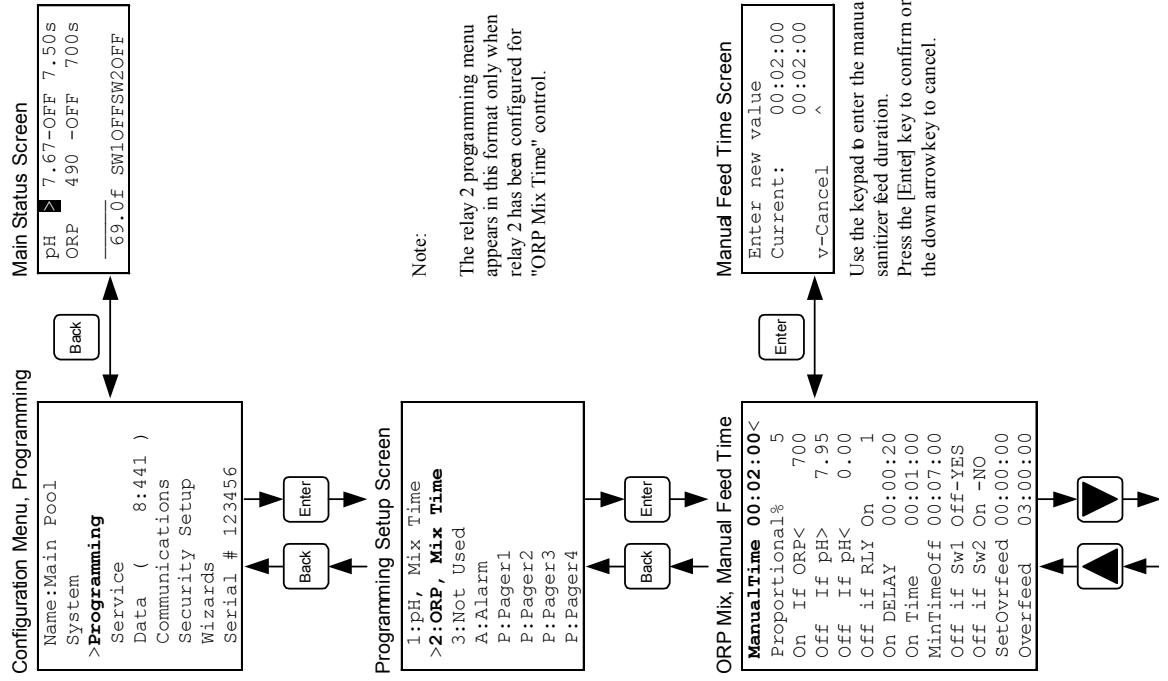 Configuration Menu, Programming
Name:Main Pool
System
>Programming
Service
Data ( 8:441 )
Communications
Security Setup
Wizards
Serial # 123456
Back
Main Status Screen
pH > 7.67-OFF 7.50s
ORP 490 -OFF 700s
69.0f SW1OFFSW2OFF
Back
Enter
Programming Setup Screen
1:pH, Mix Time
>2:ORP, Mix Time
3:Not Used
A:Alarm
P:Pager1
P:Pager2
P:Pager3
P:Pager4
Note:
The relay 2 programming menu
appears in this format only when
relay 2 has been configured for
"ORP Mix Time" control.
Back
Enter
ORP Mix, Manual Feed Time
ManualTime 00:02:00<
Proportional% 5
On If ORP< 700
Off If pH> 7.95
Off If pH< 0.00
Off if RLY On 1
On DELAY 00:00:20
On Time 00:01:00
MinTimeOff 00:07:00
Off if Sw1 Off-YES
Off if Sw2 On -NO
SetOvrfeed 00:00:00
Overfeed 03:00:00
Enter
Manual Feed Time Screen
Enter new value
Current: 00:02:00
00:02:00
v-Cancel ^
Use the keypad to enter the manua
sanitizer feed duration.
Press the [Enter] key to confirm or
the down arrow key to cancel.